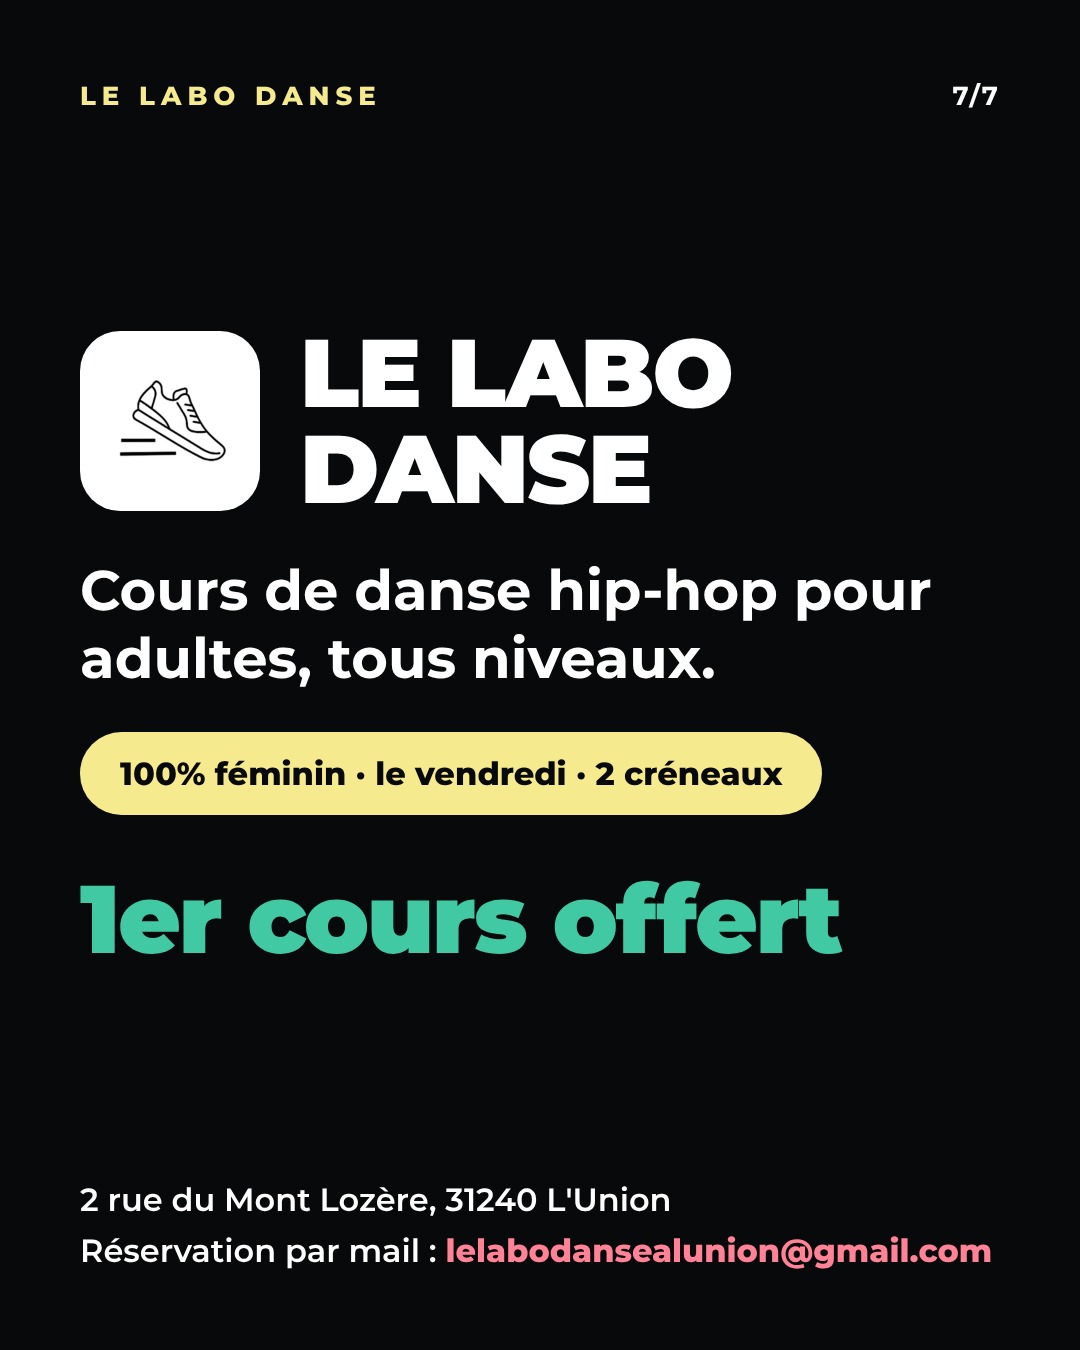 LE LABO DANSE
7/7
LE LABO
DANSE
Cours de danse hip-hop pour
adultes, tous niveaux.
100% féminin · le vendredi · 2 créneaux
1er cours offert
2 rue du Mont Lozère, 31240 L'Union
Réservation par mail : lelabodansealunion@gmail.com